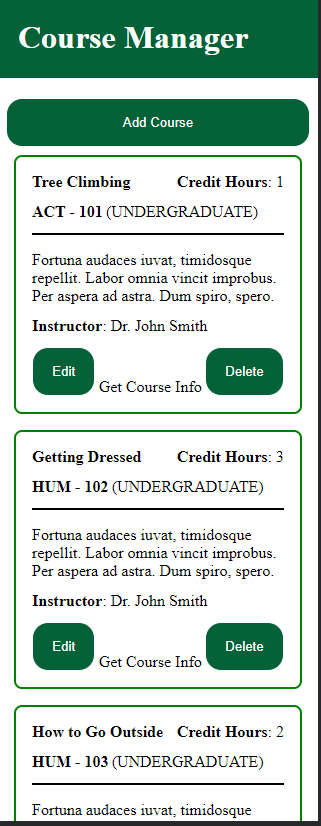 Course Manager
Add Course
Tree Climbing Credit Hours: 1
ACT - 101 (UNDERGRADUATE)
Fortuna audaces iuvat, timidosque
repellit. Labor omnia vincit improbus.
Per aspera ad astra. Dum spiro, spero.
Instructor: Dr. John Smith
Edit Get Course Info Delete
Getting Dressed Credit Hours: 3
HUM - 102 (UNDERGRADUATE)
Fortuna audaces iuvat, timidosque
repellit. Labor omnia vincit improbus.
Per aspera ad astra. Dum spiro, spero.
Instructor: Dr. John Smith
Edit Get Course Info Delete
How to Go Outside Credit Hours: 2
HUM - 103 (UNDERGRADUATE)
Fortuna audaces iuvat, timidosque